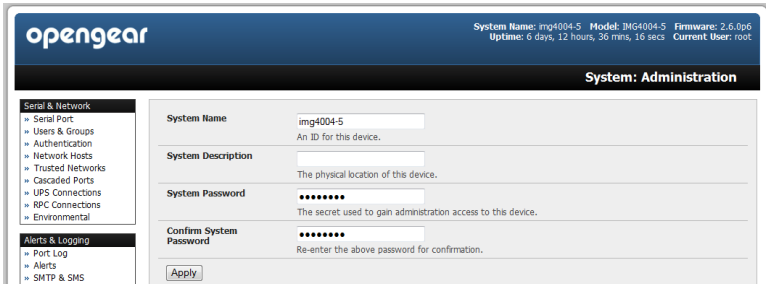 opengear
System Name: img4004-5 Model: IMG4004-5 Firmware: 2.6.0p6
Uptime: 6 days, 12 hours, 36 mins, 16 secs Current User: root
System: Administration
Serial & Network
» Serial Port
» Users & Groups
» Authentication
» Network Hosts
» Trusted Networks
» Cascaded Ports
» UPS Connections
» RPC Connections
» Environmental
Alerts & Logging
» Port Log
» Alerts
» SMTP & SMS
System Name
img4004-5
An ID for this device.
System Description
The physical location of this device.
System Password
••••••••
The secret used to gain administration access to this device.
Confirm System
Password
••••••••
Re-enter the above password for confirmation.
Apply